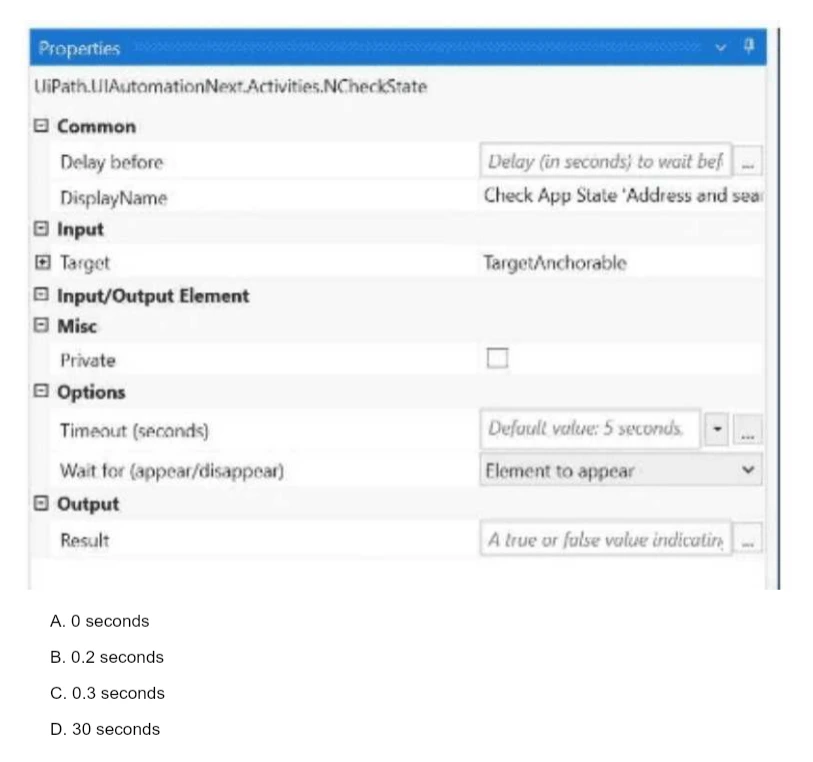 Properties
UiPath.UIAutomationNext.Activities.NCheckState
Common
Delay before Delay (in seconds) to wait bef ...
DisplayName Check App State 'Address and sear
Input
Target TargetAnchorable
Input/Output Element
Misc
Private
Options
Timeout (seconds) Default value: 5 seconds. ...
Wait for (appear/disappear) Element to appear
Output
Result A true or false value indicating ...
A. 0 seconds
B. 0.2 seconds
C. 0.3 seconds
D. 30 seconds